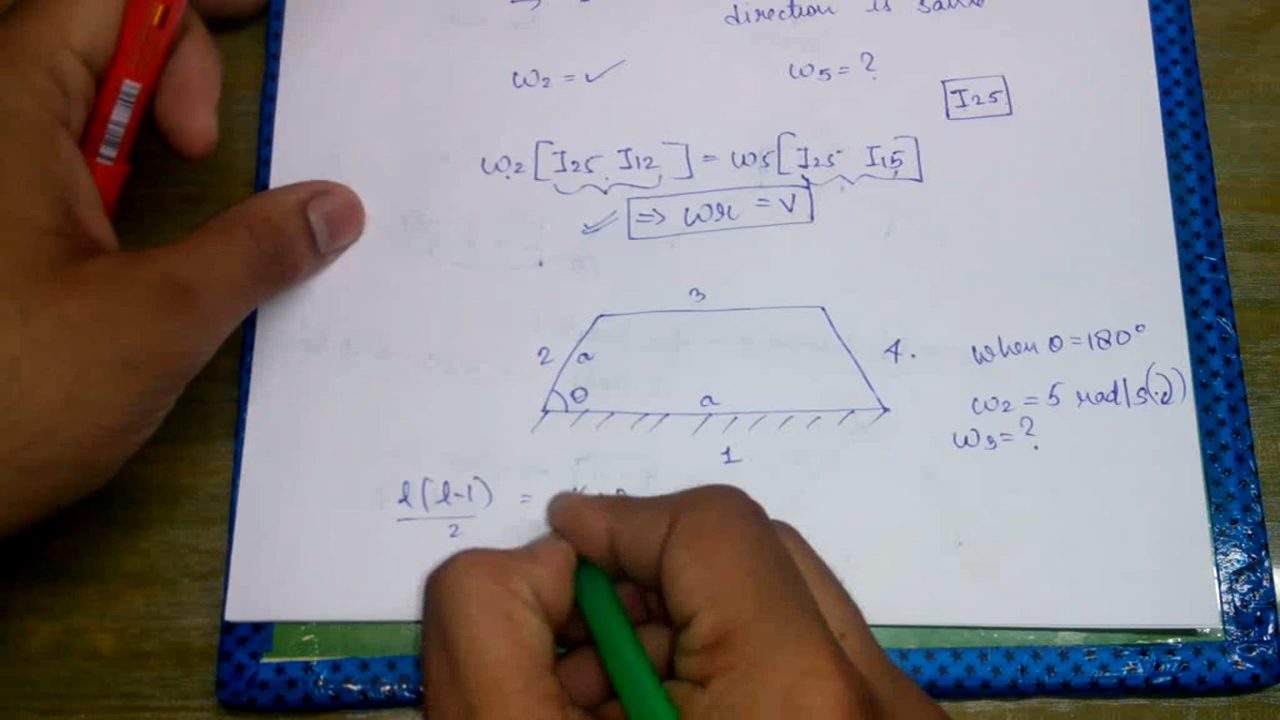 direction is same
ω2 = ✓
ω5 = ?
I25
ω2 [I25 I12] = ω5 [I25 I15]
✓ => ωr = V
3
2
a
4.
when θ = 180°
θ
a
ω2 = 5 rad/s(2)
ω3 = ?
1
l(l-1)
=
2